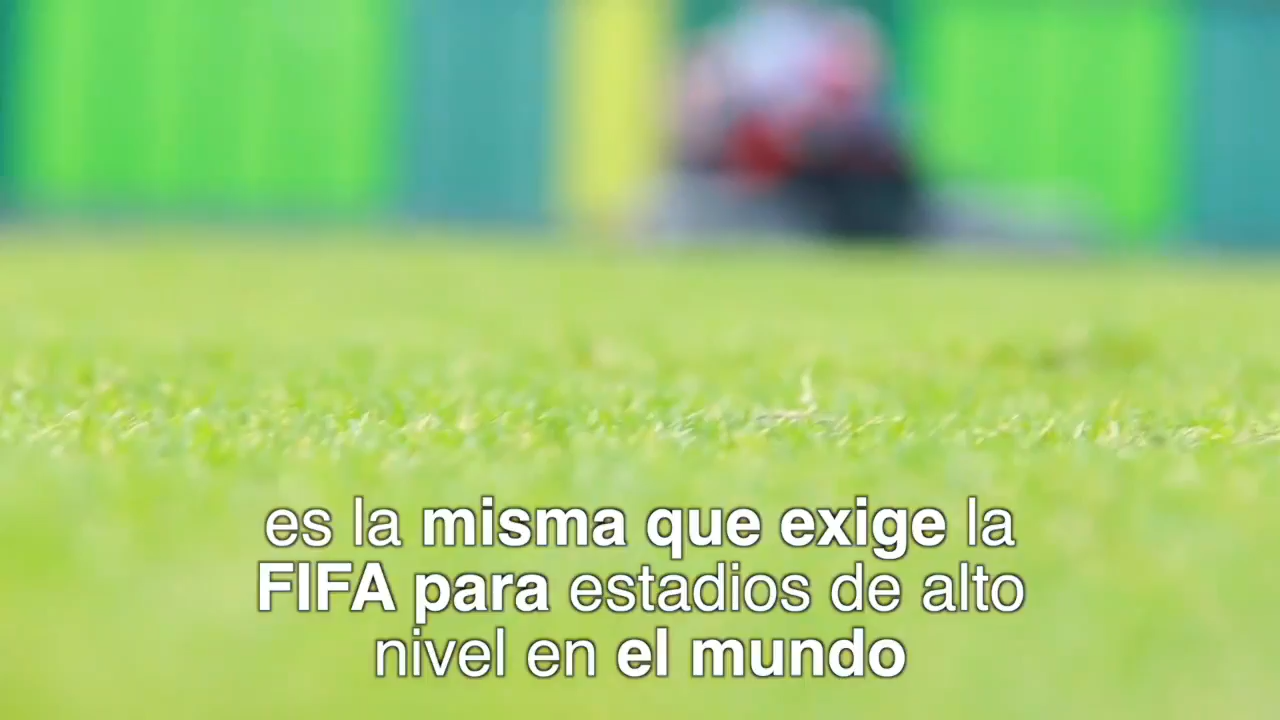 es la misma que exige la
FIFA para estadios de alto
nivel en el mundo